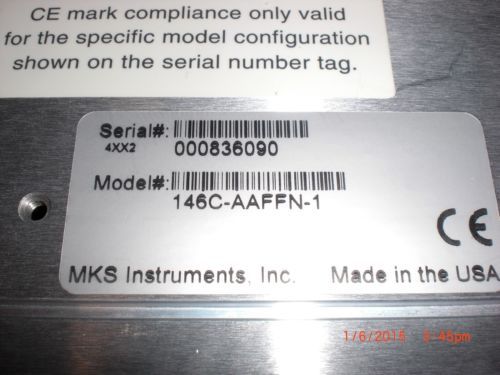 CE mark compliance only valid
for the specific model configuration
shown on the serial number tag.
Serial#:
4XX2 000836090
Model#:
146C-AAFFN-1
CE
MKS Instruments, Inc. Made in the USA
1/6/2015 5:45pm